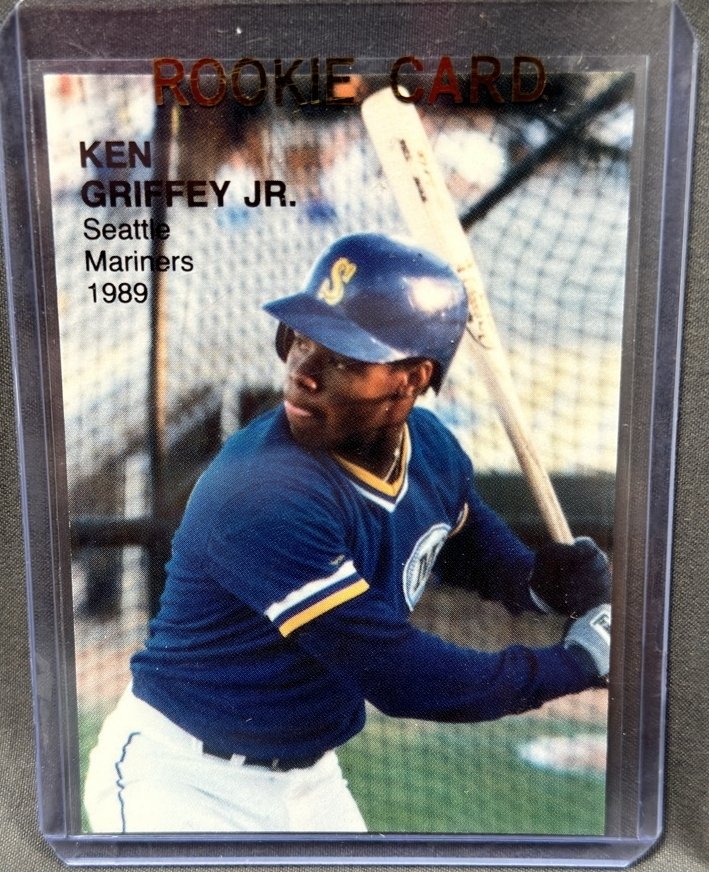 ROOKIE CARD
KEN
GRIFFEY JR.
Seattle
Mariners
1989
S